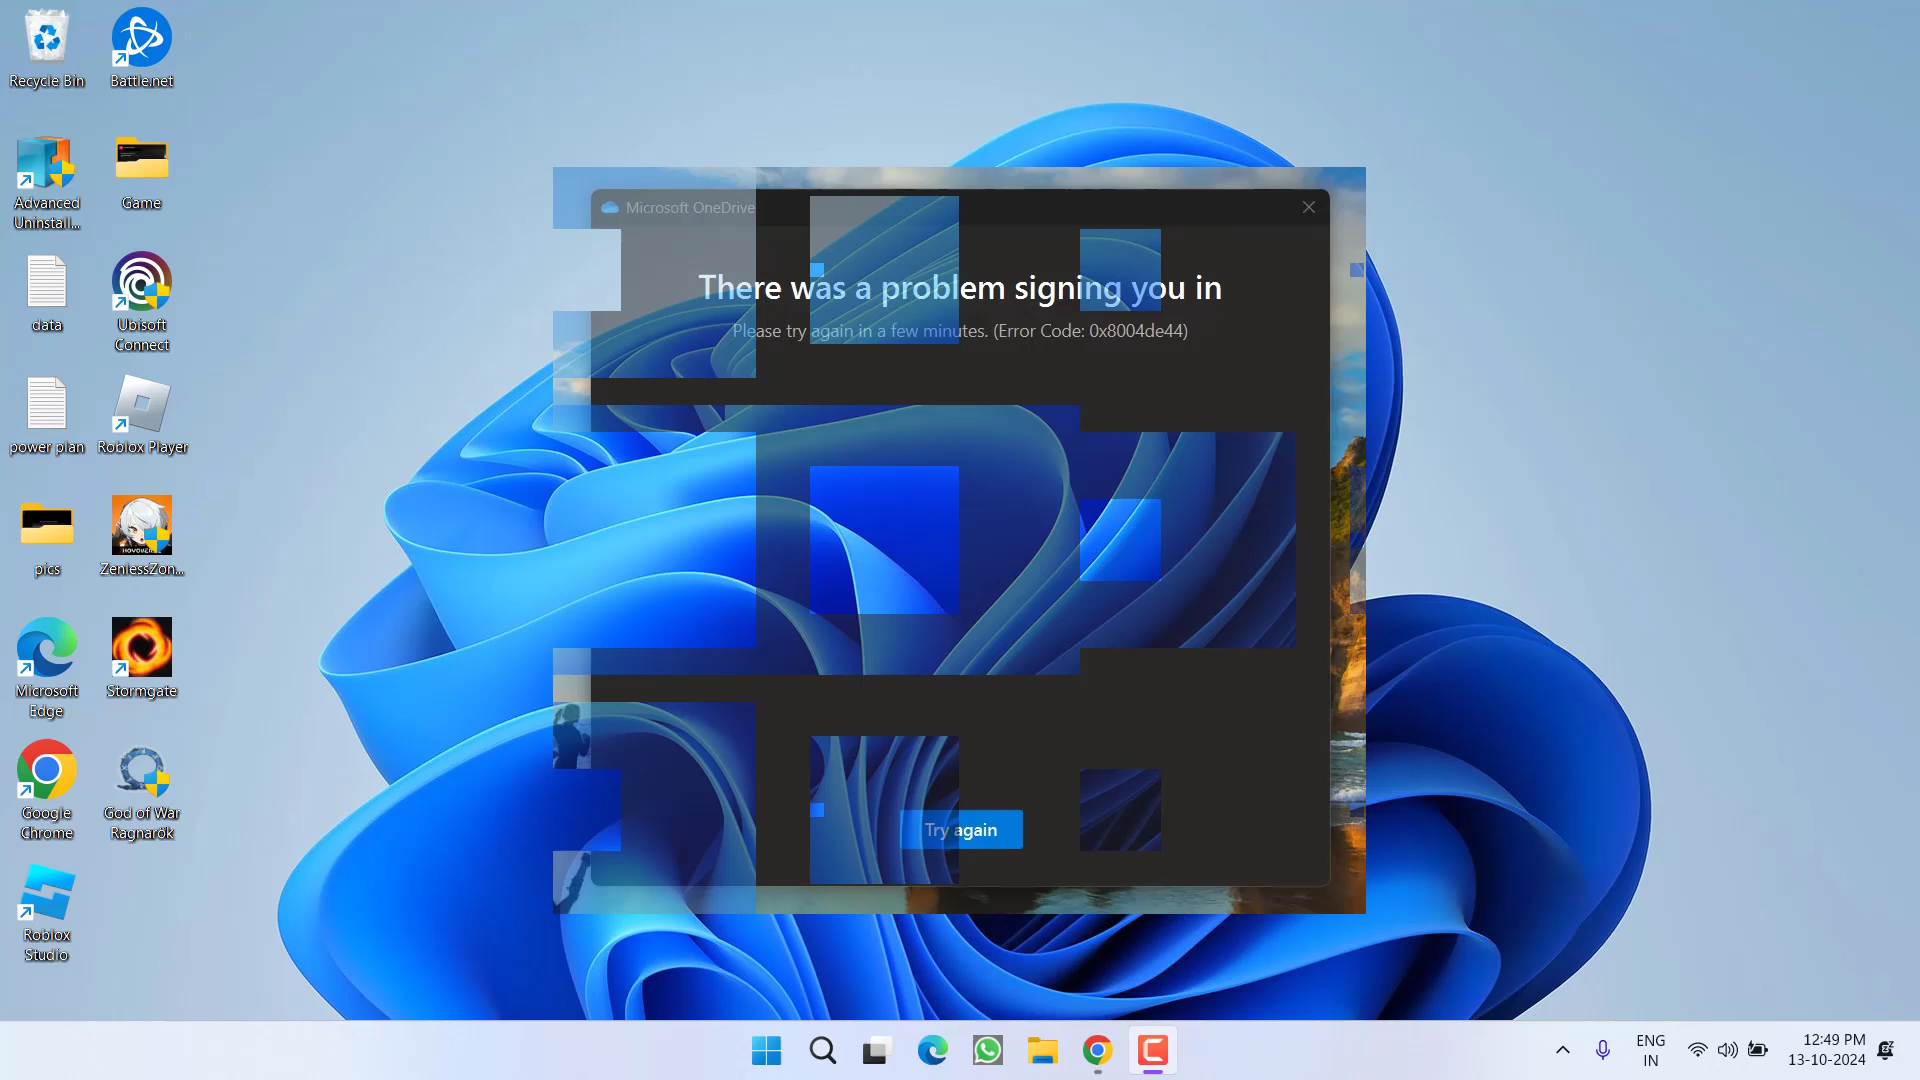 Recycle Bin
Battle.net
Advanced
Uninstall...
Game
data
Ubisoft
Connect
power plan
Roblox Player
pics
HOYOVERSE
ZenlessZon...
Microsoft
Edge
Stormgate
Google
Chrome
God of War
Ragnarök
Roblox
Studio
Microsoft OneDrive
There was a problem signing you in
Please try again in a few minutes. (Error Code: 0x8004de44)
Try again
ENG
IN
12:49 PM
13-10-2024